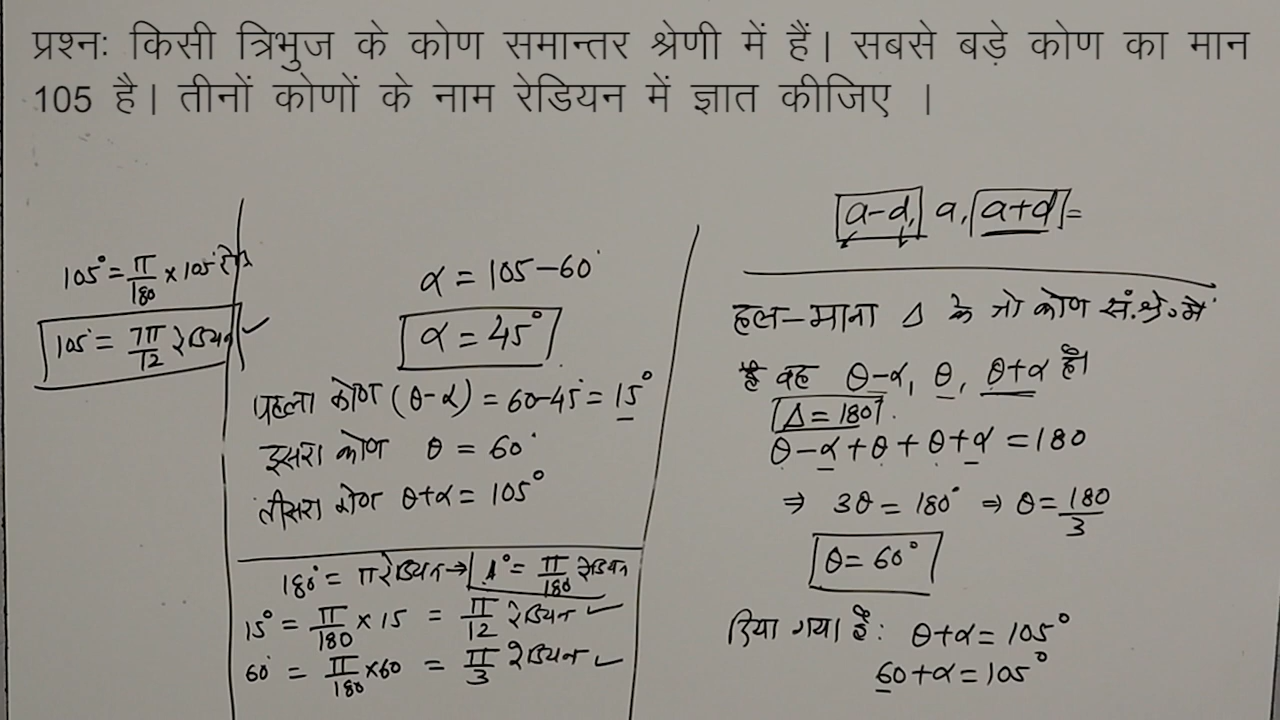 प्रश्नः किसी त्रिभुज के कोण समान्तर श्रेणी में हैं। सबसे बड़े कोण का मान
105 है। तीनों कोणों के नाम रेडियन में ज्ञात कीजिए ।
a-d, a, a+d =
हल-माना Δ के जो कोण सं.श्रे. में
है वह θ-α, θ, θ+α है।
Δ = 180
θ-α+θ+θ+α = 180
⇒ 3θ = 180° ⇒ θ = 180/3
θ = 60°
दिया गया है: θ+α = 105°
60+α = 105°
α = 105-60°
α = 45°
पहला कोण (θ-α) = 60-45 = 15°
दूसरा कोण θ = 60°
तीसरा कोण θ+α = 105°
180° = π रेडियन → 1° = π/180 रेडियन
15° = π/180 × 15 = π/12 रेडियन ✓
60° = π/180 × 60 = π/3 रेडियन ✓
105° = π/180 × 105
105° = 7π/12 रेडियन ✓